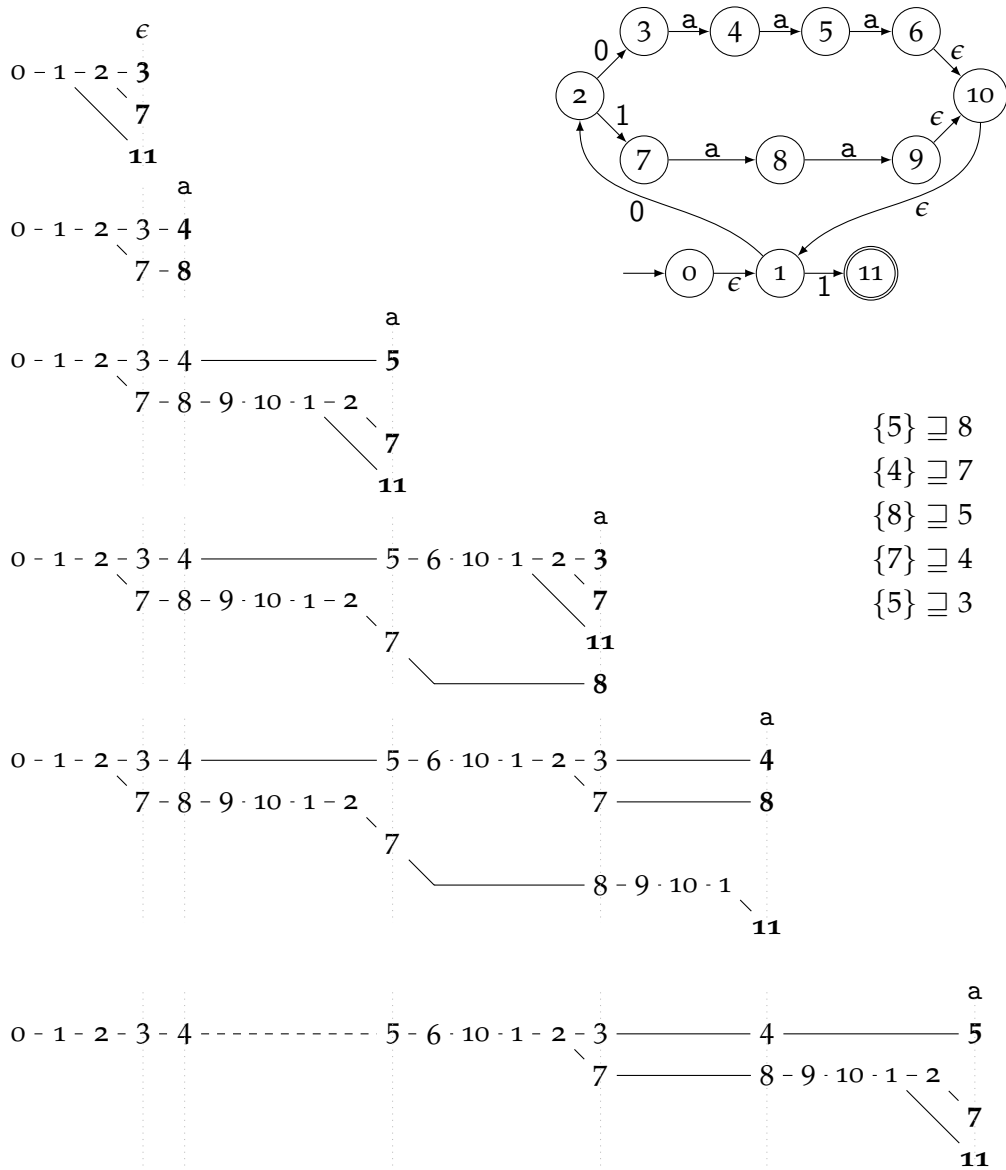 ϵ
0 - 1 - 2 - 3
7
11
a
0 - 1 - 2 - 3 - 4
7 - 8
a
0 - 1 - 2 - 3 - 4 5
7 - 8 - 9 · 10 · 1 - 2
7
11
a
0 - 1 - 2 - 3 - 4 5 - 6 · 10 · 1 - 2 - 3
7 - 8 - 9 · 10 · 1 - 2 7
7 11
8
a
0 - 1 - 2 - 3 - 4 5 - 6 · 10 · 1 - 2 - 3 4
7 - 8 - 9 · 10 · 1 - 2 7 8
7
8 - 9 · 10 · 1
11
a
0 - 1 - 2 - 3 - 4 5 - 6 · 10 · 1 - 2 - 3 4 5
7 8 - 9 · 10 · 1 - 2
7
11
3 a 4 a 5 a 6
0 ϵ
2 10
1 ϵ
7 a 8 a 9
0 ϵ
0 ϵ 1 1 11
{5} ⊒ 8
{4} ⊒ 7
{8} ⊒ 5
{7} ⊒ 4
{5} ⊒ 3